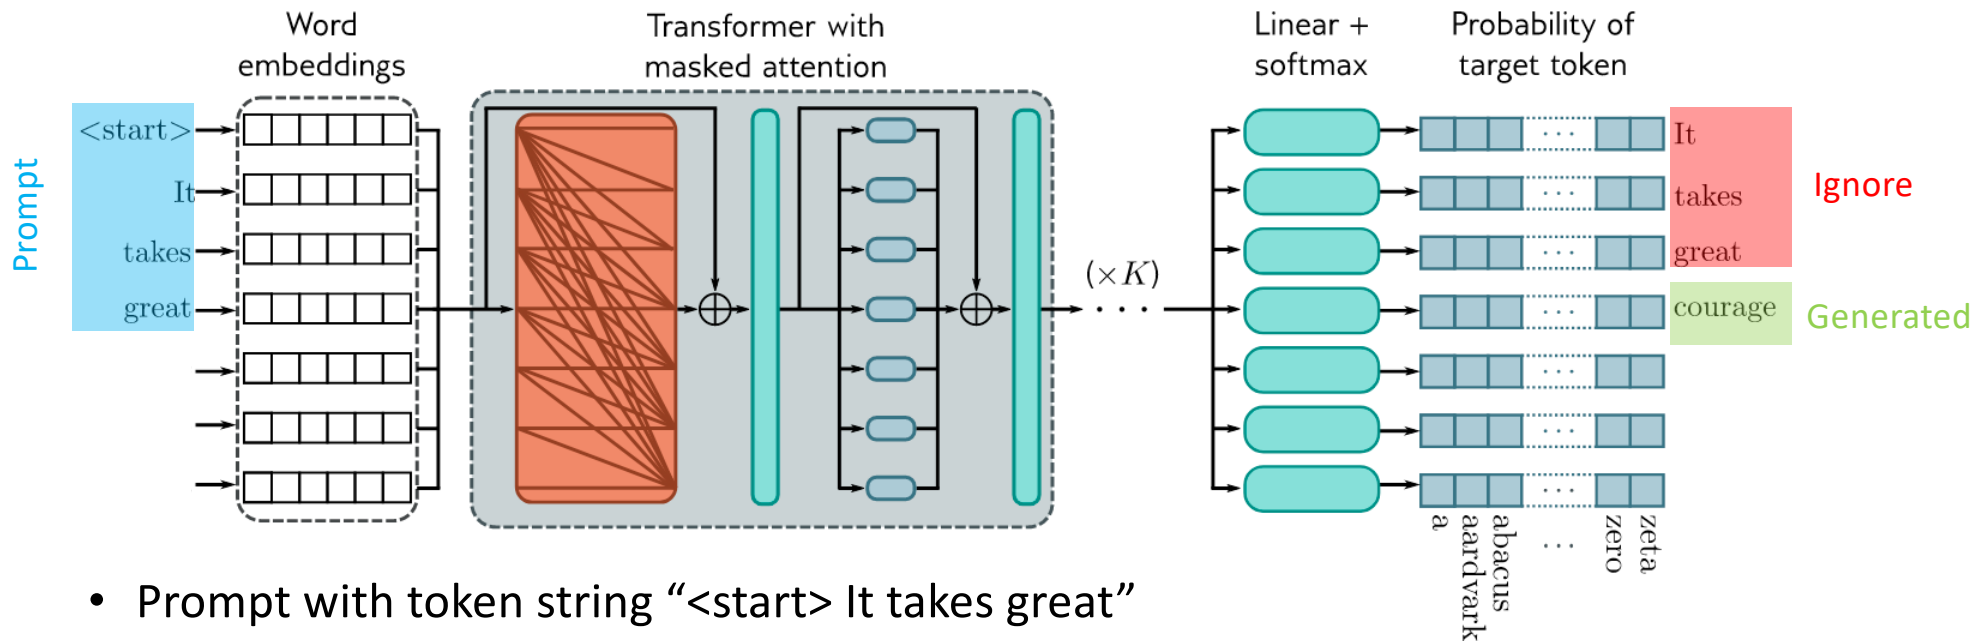 Word
embeddings
Transformer with
masked attention
Linear +
softmax
Probability of
target token
Prompt
<start>
It
takes
great
(×K)
...
It
takes
great
Ignore
courage
Generated
...
...
...
...
...
...
...
a
aardvark
abacus
...
zero
zeta
• Prompt with token string “<start> It takes great”